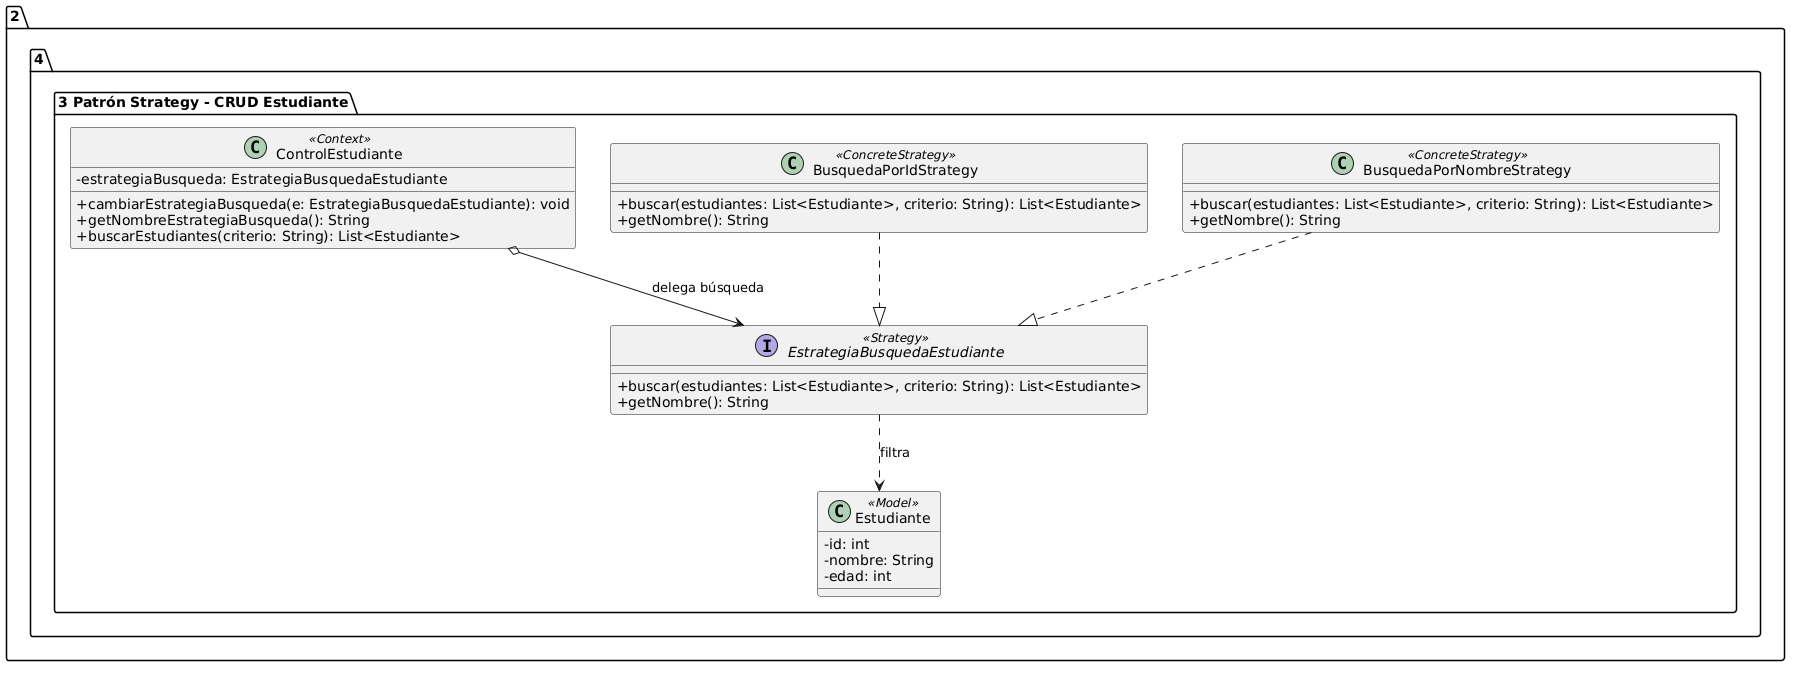 2
4
3 Patrón Strategy - CRUD Estudiante
«Context»
C ControlEstudiante
-estrategiaBusqueda: EstrategiaBusquedaEstudiante
+cambiarEstrategiaBusqueda(e: EstrategiaBusquedaEstudiante): void
+getNombreEstrategiaBusqueda(): String
+buscarEstudiantes(criterio: String): List<Estudiante>
«ConcreteStrategy»
C BusquedaPorIdStrategy
+buscar(estudiantes: List<Estudiante>, criterio: String): List<Estudiante>
+getNombre(): String
«ConcreteStrategy»
C BusquedaPorNombreStrategy
+buscar(estudiantes: List<Estudiante>, criterio: String): List<Estudiante>
+getNombre(): String
delega búsqueda
«Strategy»
I EstrategiaBusquedaEstudiante
+buscar(estudiantes: List<Estudiante>, criterio: String): List<Estudiante>
+getNombre(): String
filtra
«Model»
C Estudiante
-id: int
-nombre: String
-edad: int